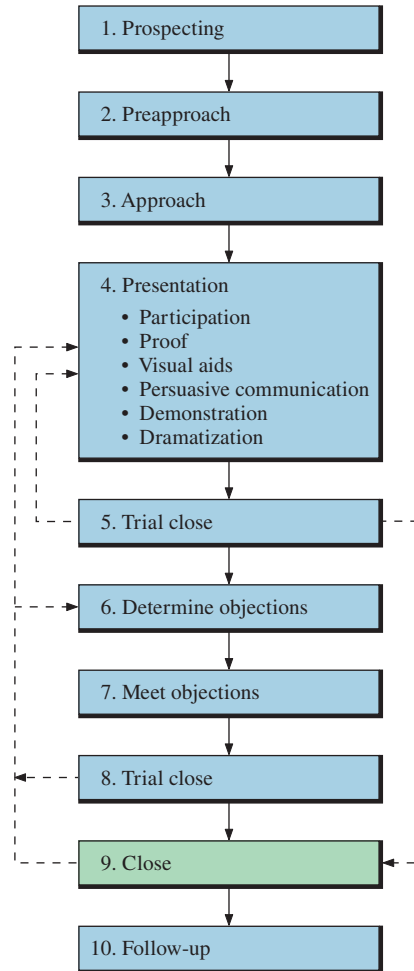 1. Prospecting
2. Preapproach
3. Approach
4. Presentation
• Participation
• Proof
• Visual aids
• Persuasive communication
• Demonstration
• Dramatization
5. Trial close
6. Determine objections
7. Meet objections
8. Trial close
9. Close
10. Follow-up